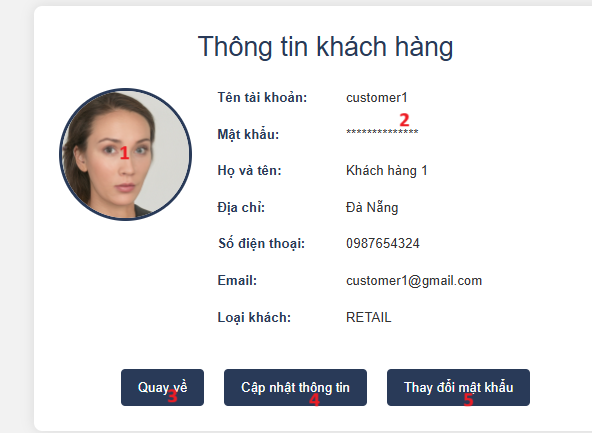 Thông tin khách hàng
Tên tài khoản: customer1
2
Mật khẩu: **************
1
Họ và tên: Khách hàng 1
Địa chỉ: Đà Nẵng
Số điện thoại: 0987654324
Email: customer1@gmail.com
Loại khách: RETAIL
Quay về Cập nhật thông tin Thay đổi mật khẩu
3 4 5